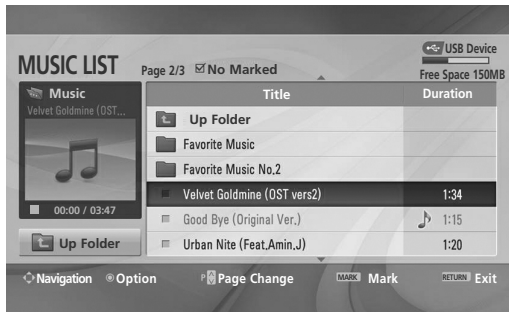 MUSIC LIST
Page 2/3 No Marked
USB Device
Free Space 150MB
Music
Velvet Goldmine (OST...
00:00 / 03:47
Up Folder
Title Duration
Up Folder
Favorite Music
Favorite Music No.2
Velvet Goldmine (OST vers2) 1:34
Good Bye (Original Ver.) 1:15
Urban Nite (Feat.Amin.J) 1:20
Navigation Option P Page Change MARK Mark RETURN Exit